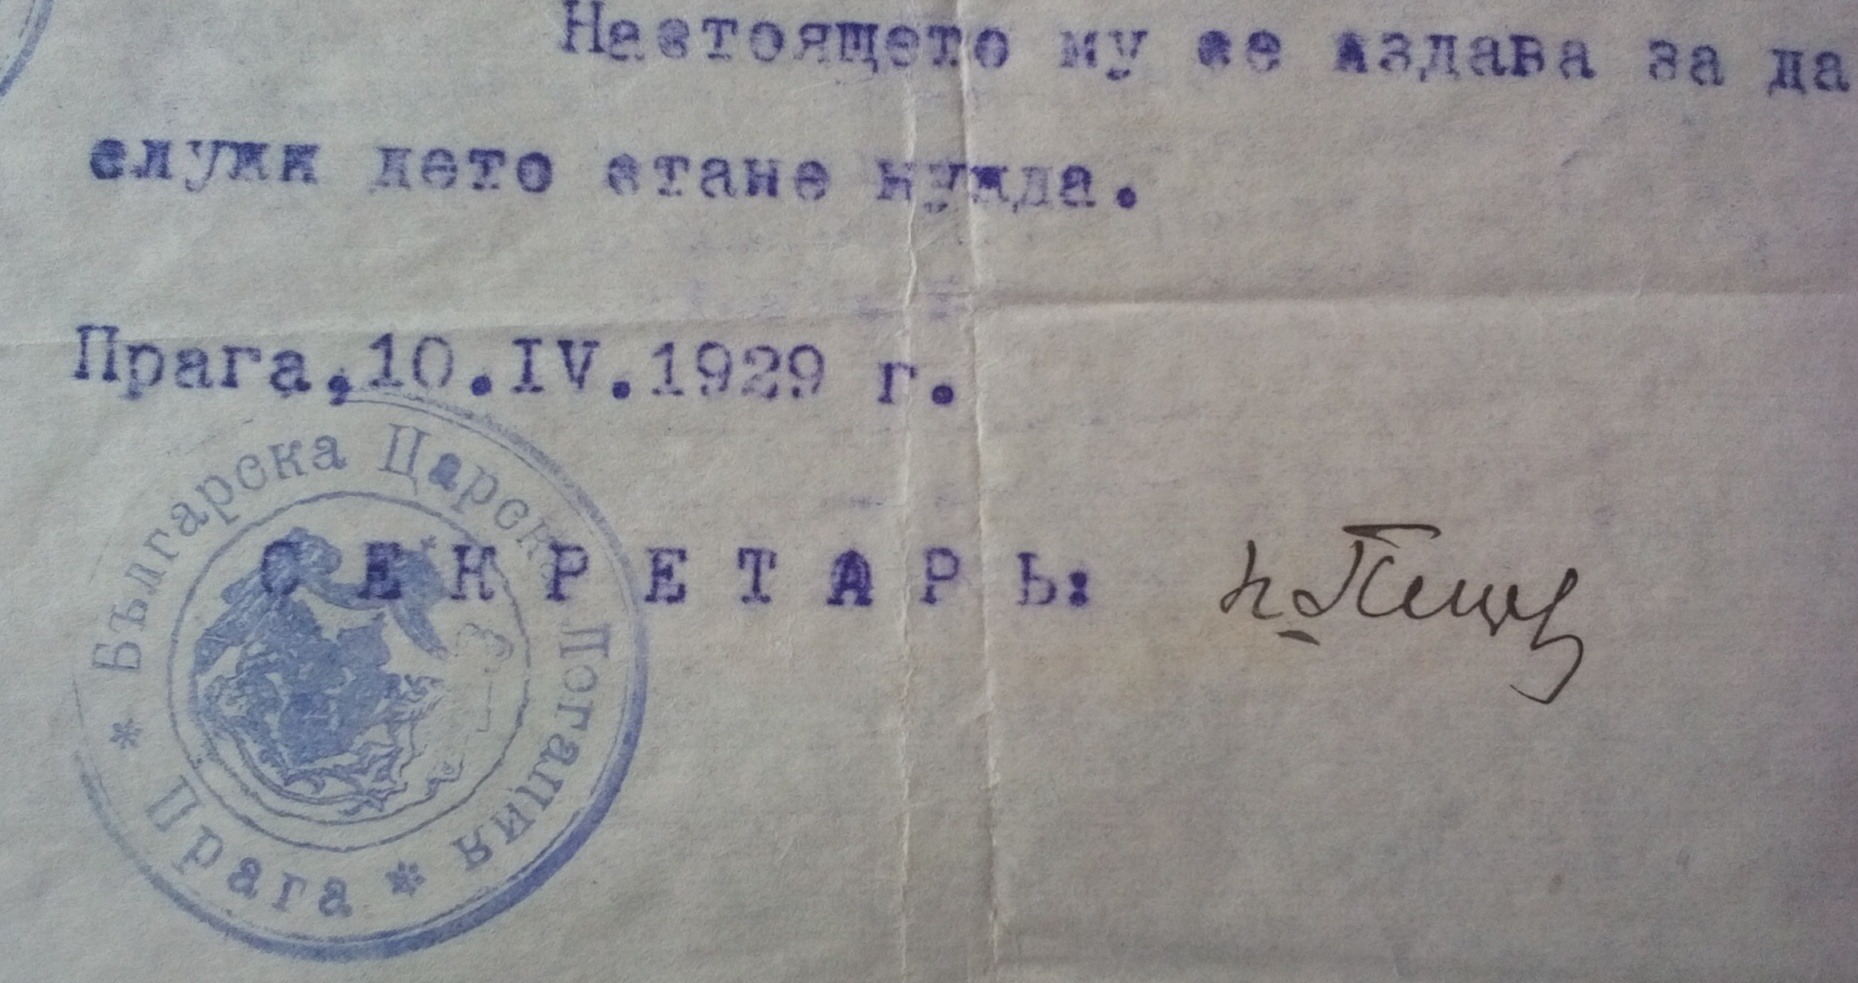 Настоящето му се издава за да
служи дето стане нужда.
Прага,10.IV.1929 г.
Българска Царска Легация
* Прага *
СЕКРЕТАРЬ: